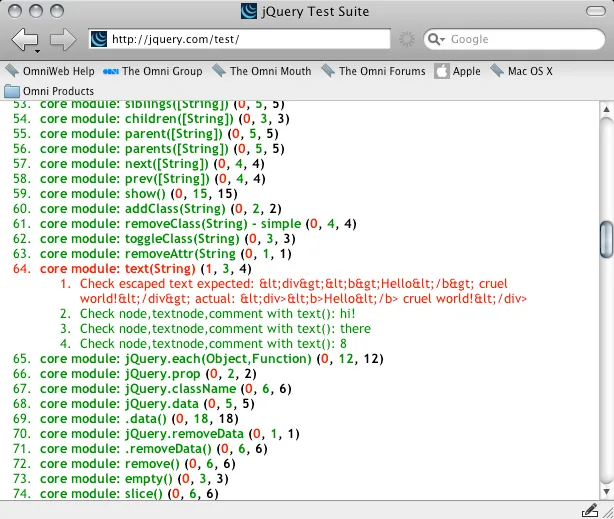 jQuery Test Suite
http://jquery.com/test/
Google
OmniWeb Help The Omni Group The Omni Mouth The Omni Forums Apple Mac OS X
Omni Products
53. core module: siblings([String]) (0, 5, 5)
54. core module: children([String]) (0, 3, 3)
55. core module: parent([String]) (0, 5, 5)
56. core module: parents([String]) (0, 5, 5)
57. core module: next([String]) (0, 4, 4)
58. core module: prev([String]) (0, 4, 4)
59. core module: show() (0, 15, 15)
60. core module: addClass(String) (0, 2, 2)
61. core module: removeClass(String) - simple (0, 4, 4)
62. core module: toggleClass(String) (0, 3, 3)
63. core module: removeAttr(String (0, 1, 1)
64. core module: text(String) (1, 3, 4)
1. Check escaped text expected: &lt;div&gt;&lt;b&gt;Hello&lt;/b&gt; cruel
world!&lt;/div&gt; actual: &lt;div>&lt;b>Hello&lt;/b> cruel world!&lt;/div>
2. Check node,textnode,comment with text(): hi!
3. Check node,textnode,comment with text(): there
4. Check node,textnode,comment with text(): 8
65. core module: jQuery.each(Object,Function) (0, 12, 12)
66. core module: jQuery.prop (0, 2, 2)
67. core module: jQuery.className (0, 6, 6)
68. core module: jQuery.data (0, 5, 5)
69. core module: .data() (0, 18, 18)
70. core module: jQuery.removeData (0, 1, 1)
71. core module: .removeData() (0, 6, 6)
72. core module: remove() (0, 6, 6)
73. core module: empty() (0, 3, 3)
74. core module: slice() (0, 6, 6)